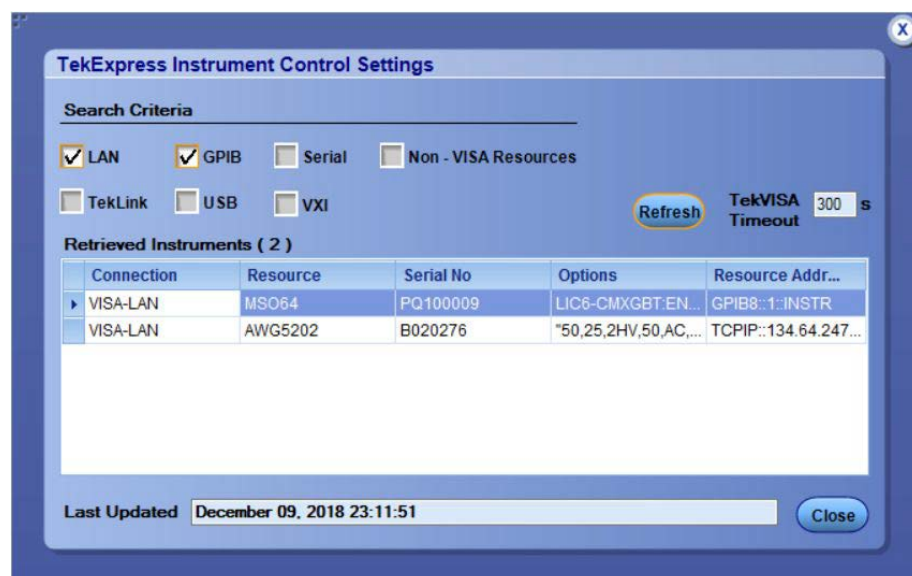 X
TekExpress Instrument Control Settings
Search Criteria
LAN GPIB Serial Non - VISA Resources
TekLink USB VXI Refresh TekVISA Timeout 300 s
Retrieved Instruments ( 2 )
Connection Resource Serial No Options Resource Addr...
VISA-LAN MSO64 PQ100009 LIC6-CMXGBT:EN... GPIB8::1::INSTR
VISA-LAN AWG5202 B020276 "50,25,2HV,50,AC,... TCPIP::134.64.247...
Last Updated December 09, 2018 23:11:51 Close